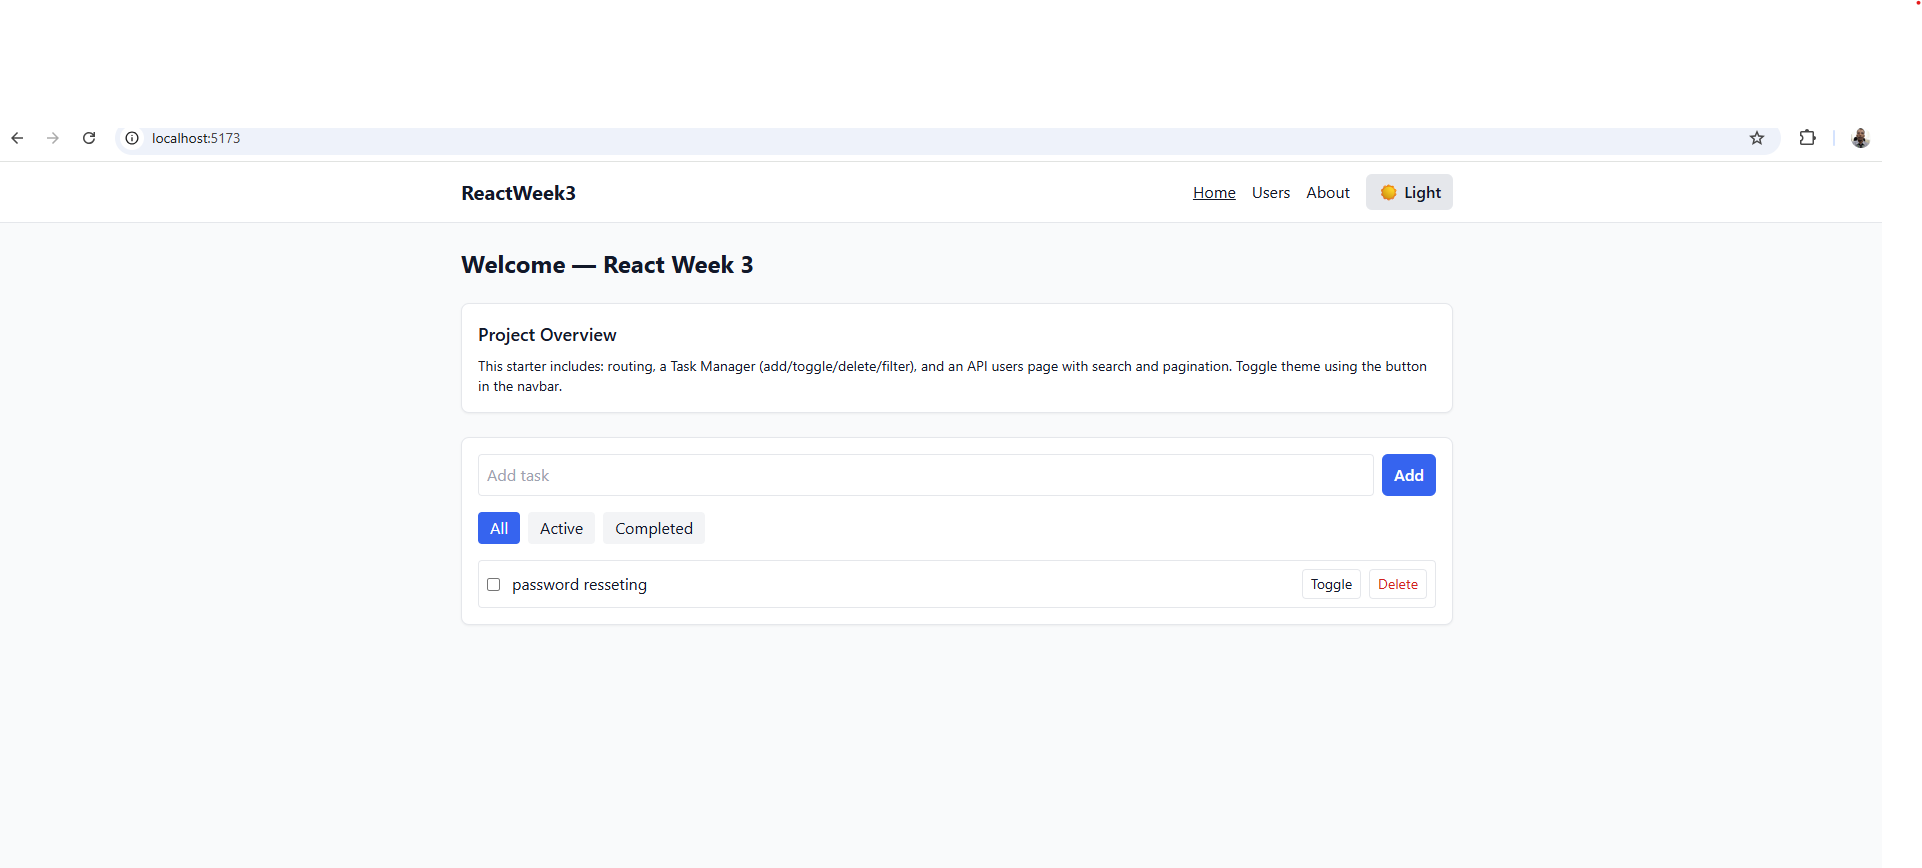 localhost:5173
ReactWeek3
Home Users About Light
Welcome — React Week 3
Project Overview
This starter includes: routing, a Task Manager (add/toggle/delete/filter), and an API users page with search and pagination. Toggle theme using the button
in the navbar.
Add task Add
All Active Completed
password resseting Toggle Delete